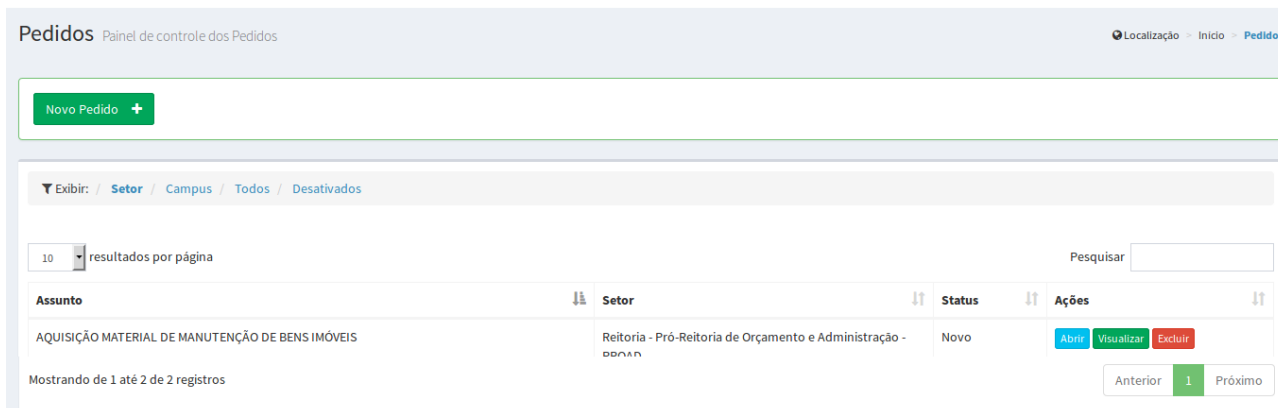 Pedidos Painel de controle dos Pedidos
Localização > Início > Pedido
Novo Pedido +
Exibir: / Setor / Campus / Todos / Desativados
10 resultados por página
Pesquisar
Assunto Setor Status Ações
AQUISIÇÃO MATERIAL DE MANUTENÇÃO DE BENS IMÓVEIS Reitoria - Pró-Reitoria de Orçamento e Administração - Novo Abrir Visualizar Excluir
Mostrando de 1 até 2 de 2 registros
Anterior 1 Próximo